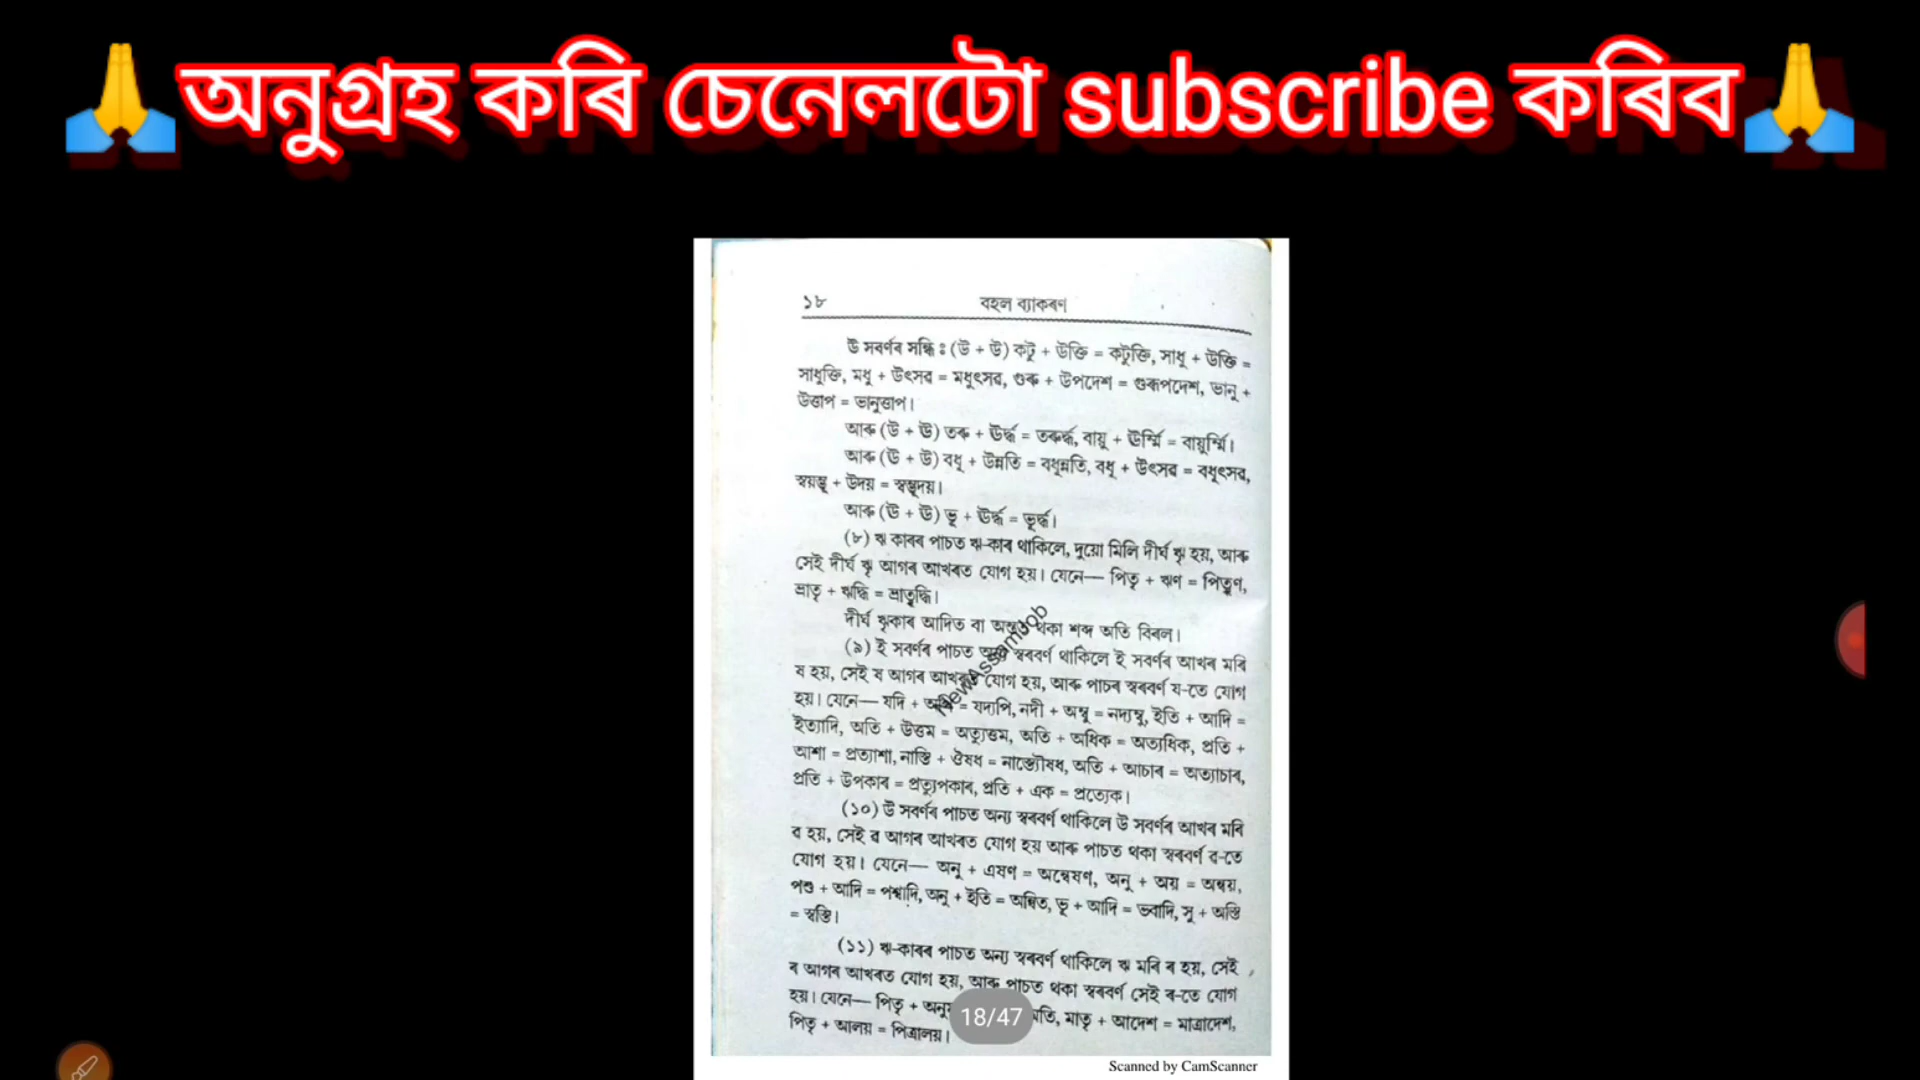 🙏অনুগ্ৰহ কৰি চেনেলটো subscribe কৰিব🙏
১৮ বহল ব্যাকৰণ
উ সবৰ্ণৰ সন্ধি ঃ (উ + উ) কটু + উক্তি = কটুক্তি, সাধু + উক্তি =
সাধুক্তি, মধু + উৎসৱ = মধুৎসৱ, গুৰু + উপদেশ = গুৰূপদেশ, ভানু +
উত্তাপ = ভানুত্তাপ।
আৰু (উ + ঊ) তৰু + ঊৰ্দ্ধ = তৰূৰ্দ্ধ, বায়ু + ঊৰ্ম্মি = বায়ুৰ্ম্মি।
আৰু (ঊ + উ) বধূ + উন্নতি = বধূন্নতি, বধূ + উৎসৱ = বধূৎসৱ,
স্বয়ম্ভূ + উদয় = স্বম্ভূদয়।
আৰু (ঊ + ঊ) ভূ + ঊৰ্দ্ধ = ভূৰ্দ্ধ।
(৮) ঋ কাৰৰ পাচত ঋ-কাৰ থাকিলে, দুয়ো মিলি দীৰ্ঘ ৠ হয়, আৰু
সেই দীৰ্ঘ ৠ আগৰ আখৰত যোগ হয়। যেনে— পিতৃ + ঋণ = পিতৄণ,
ভ্ৰাতৃ + ঋদ্ধি = ভ্ৰাতৄদ্ধি।
দীৰ্ঘ ৠকাৰ আদিত বা অন্তত থকা শব্দ অতি বিৰল।
(৯) ই সবৰ্ণৰ পাচত অন্য স্বৰবৰ্ণ থাকিলে ই সবৰ্ণৰ আখৰ মৰি
ষ হয়, সেই ষ আগৰ আখৰত যোগ হয়, আৰু পাচৰ স্বৰবৰ্ণ য-তে যোগ
হয়। যেনে— যদি + অপি = যদ্যপি, নদী + অম্বু = নদ্যম্বু, ইতি + আদি =
ইত্যাদি, অতি + উত্তম = অত্যুত্তম, অতি + অধিক = অত্যধিক, প্ৰতি +
আশা = প্ৰত্যাশা, নাস্তি + ঔষধ = নাস্ত্যৌষধ, অতি + আচাৰ = অত্যাচাৰ,
প্ৰতি + উপকাৰ = প্ৰত্যুপকাৰ, প্ৰতি + এক = প্ৰত্যেক।
(১০) উ সবৰ্ণৰ পাচত অন্য স্বৰবৰ্ণ থাকিলে উ সবৰ্ণৰ আখৰ মৰি
ৱ হয়, সেই ৱ আগৰ আখৰত যোগ হয় আৰু পাচত থকা স্বৰবৰ্ণ ৱ-তে
যোগ হয়। যেনে— অনু + এষণ = অন্বেষণ, অনু + অয় = অন্বয়,
পশু + আদি = পশ্বাদি, অনু + ইতি = অন্বিত, ভূ + আদি = ভ্বাদি, সু + অস্তি
= স্বস্তি।
(১১) ঋ-কাৰৰ পাচত অন্য স্বৰবৰ্ণ থাকিলে ঋ মৰি ৰ হয়, সেই
ৰ আগৰ আখৰত যোগ হয়, আৰু পাচত থকা স্বৰবৰ্ণ সেই ৰ-তে যোগ
হয়। যেনে— পিতৃ + মতি, মাতৃ + আদেশ = মাত্ৰাদেশ,
পিতৃ + আলয় = পিত্ৰালয়।
18/47
Scanned by CamScanner